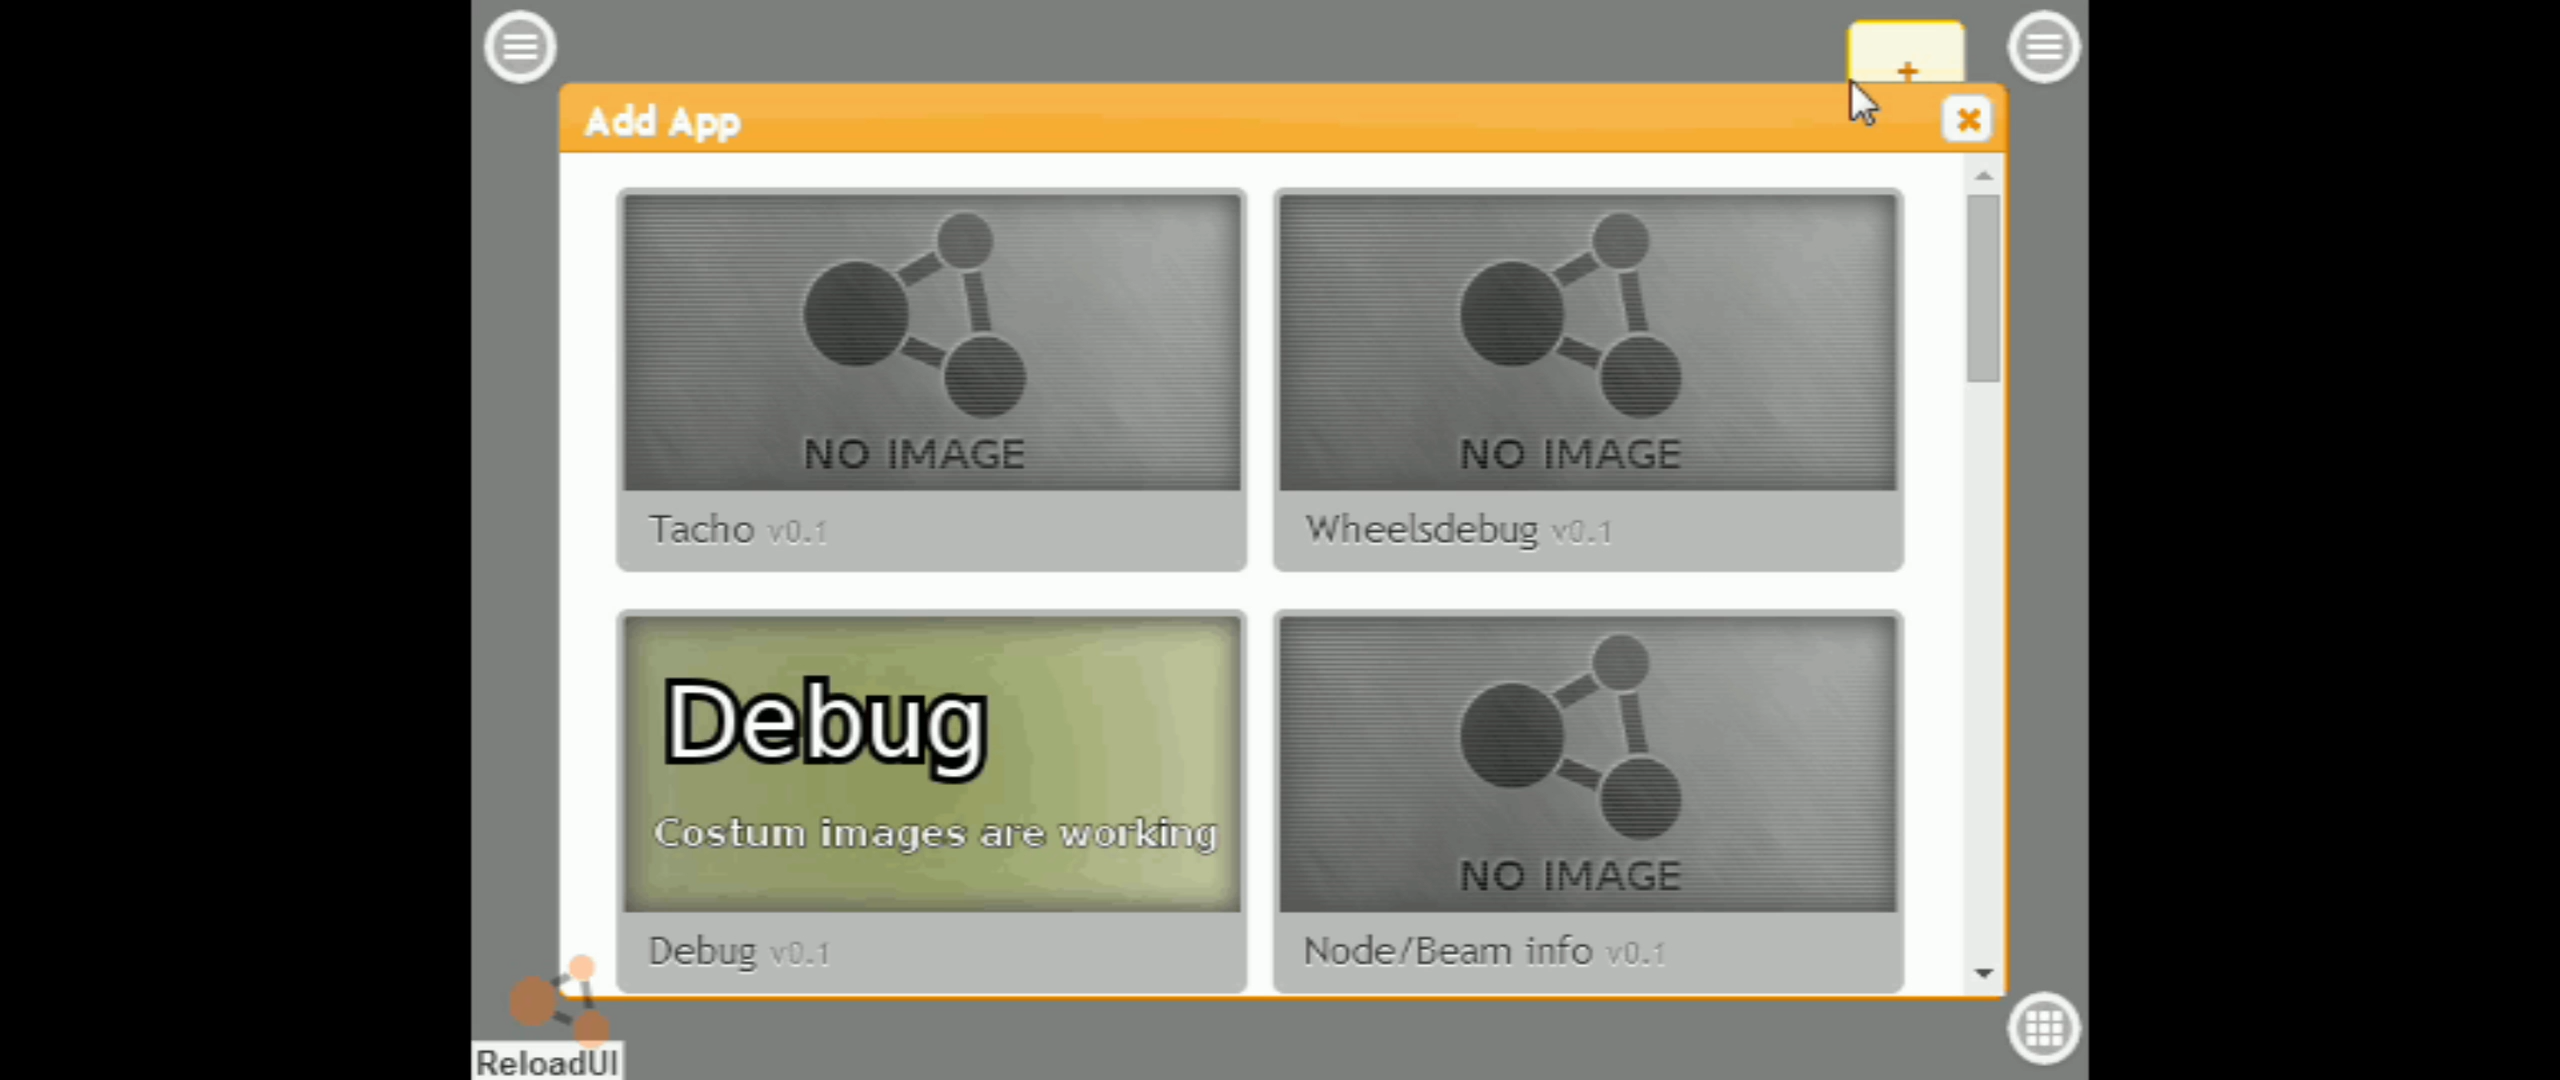 +
Add App
NO IMAGE
NO IMAGE
Tacho v0.1
Wheelsdebug v0.1
Debug
Costum images are working
NO IMAGE
Debug v0.1
Node/Beam info v0.1
ReloadUI